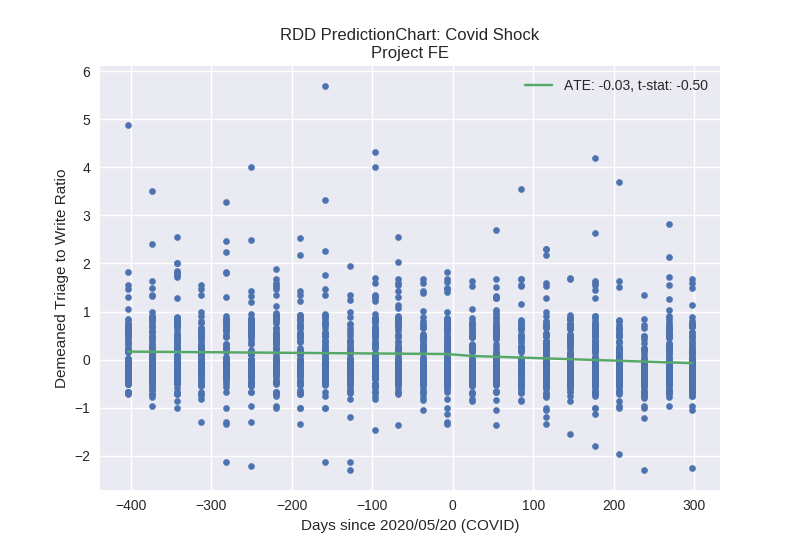 RDD PredictionChart: Covid Shock
Project FE
ATE: -0.03, t-stat: -0.50
Demeaned Triage to Write Ratio
6
5
4
3
2
1
0
−1
−2
−400 −300 −200 −100 0 100 200 300
Days since 2020/05/20 (COVID)